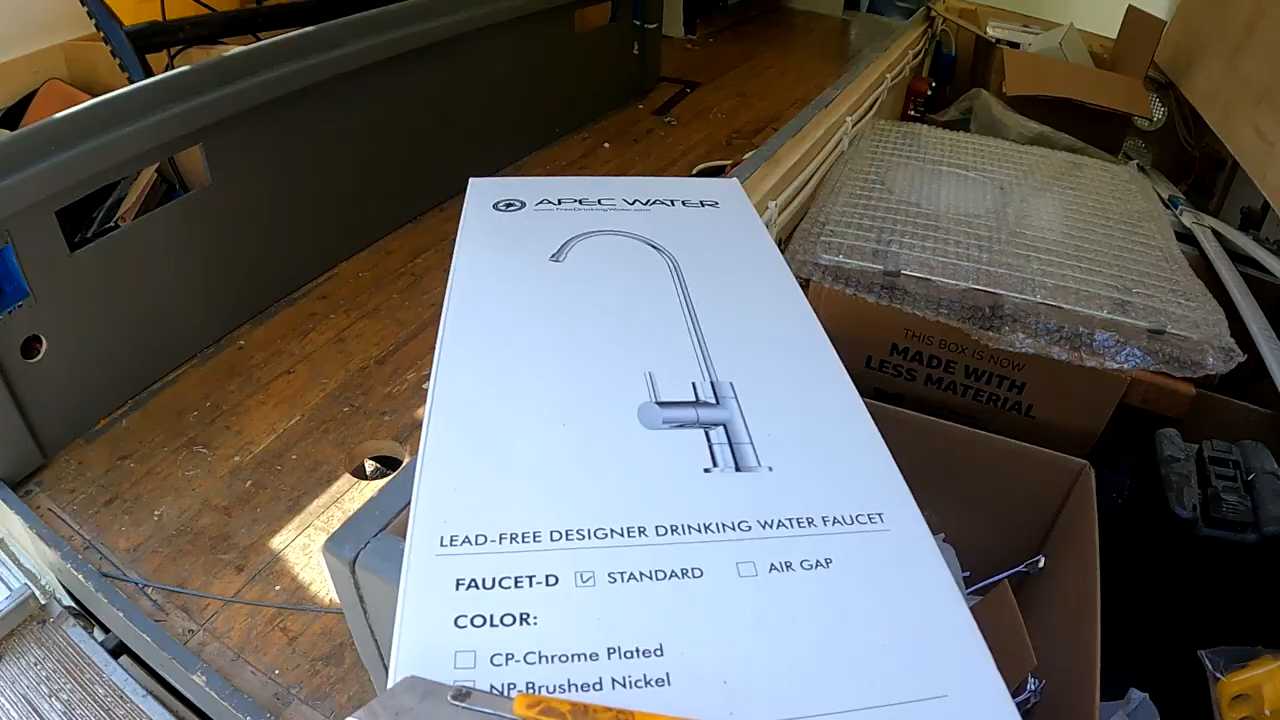 APEC WATER
www.FreeDrinkingWater.com
LEAD-FREE DESIGNER DRINKING WATER FAUCET
FAUCET-D STANDARD AIR GAP
COLOR:
CP-Chrome Plated
NP-Brushed Nickel
THIS BOX IS NOW
MADE WITH
LESS MATERIAL